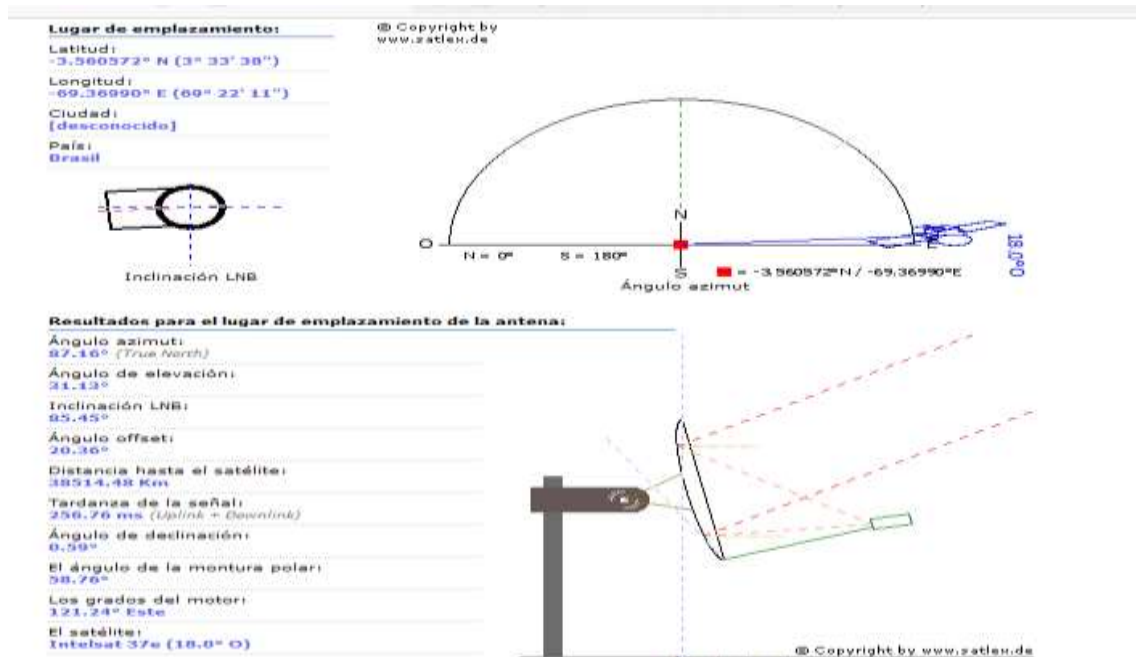 Lugar de emplazamiento:
Latitud:
-3.560572° N (3° 33' 38")
Longitud:
-69.36990° E (69° 22' 11")
Ciudad:
[desconocido]
País:
Brasil
Inclinación LNB
© Copyright by
www.satlex.de
N
O
E
N = 0°
S = 180°
S
= -3.560572°N / -69.36990°E
Ángulo azimut
18.0°O
Resultados para el lugar de emplazamiento de la antena:
Ángulo azimut:
87.16° (True North)
Ángulo de elevación:
31.13°
Inclinación LNB:
85.45°
Ángulo offset:
20.36°
Distancia hasta el satélite:
38514.48 Km
Tardanza de la señal:
256.76 ms (Uplink + Downlink)
Ángulo de declinación:
0.59°
El ángulo de la montura polar:
58.76°
Los grados del motor:
121.24° Este
El satélite:
Intelsat 37e (18.0° O)
© Copyright by www.satlex.de